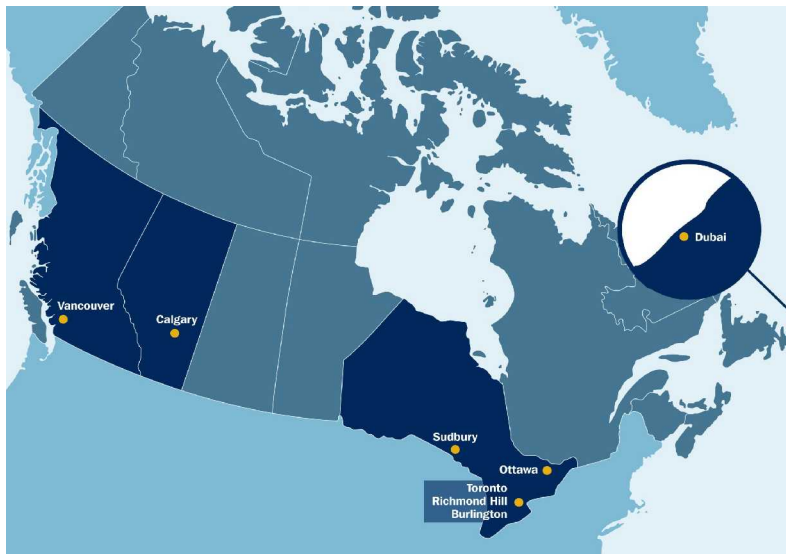 Dubai
Vancouver
Calgary
Sudbury
Ottawa
Toronto
Richmond Hill
Burlington